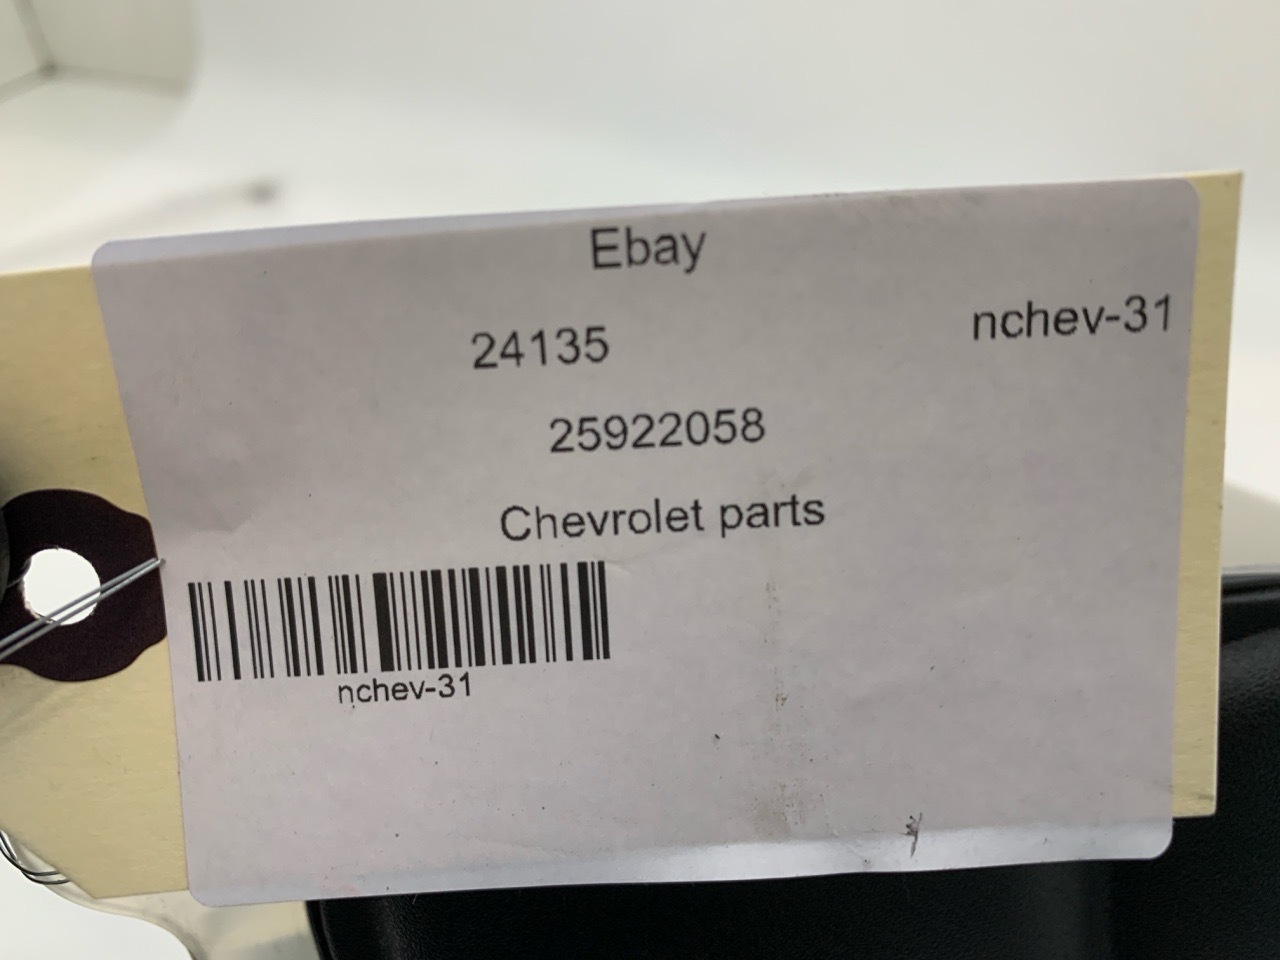 Ebay
24135
nchev-31
25922058
Chevrolet parts
nchev-31